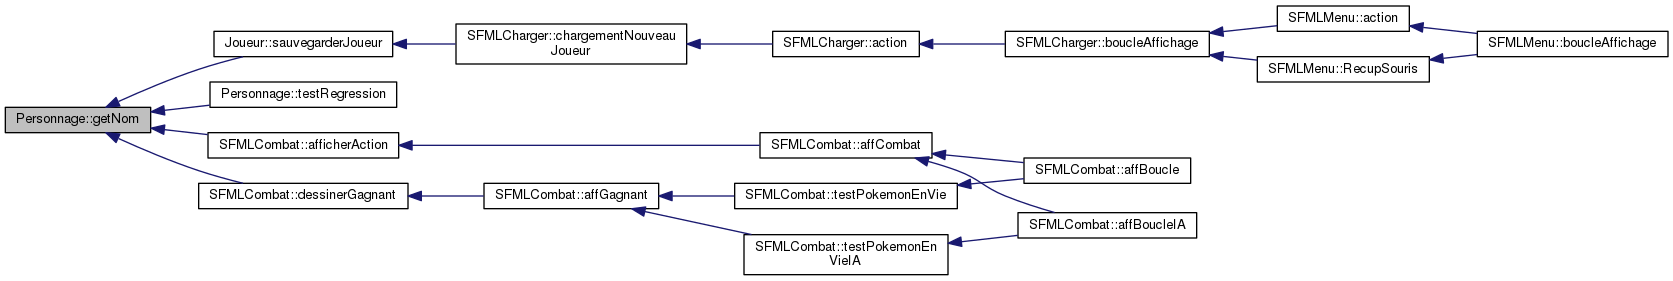 Personnage::getNom
Joueur::sauvegarderJoueur
SFMLCharger::chargementNouveau
Joueur
SFMLCharger::action
SFMLCharger::boucleAffichage
SFMLMenu::action
SFMLMenu::RecupSouris
SFMLMenu::boucleAffichage
Personnage::testRegression
SFMLCombat::afficherAction
SFMLCombat::affCombat
SFMLCombat::affBoucle
SFMLCombat::dessinerGagnant
SFMLCombat::affGagnant
SFMLCombat::testPokemonEnVie
SFMLCombat::affBoucleIA
SFMLCombat::testPokemonEn
VieIA